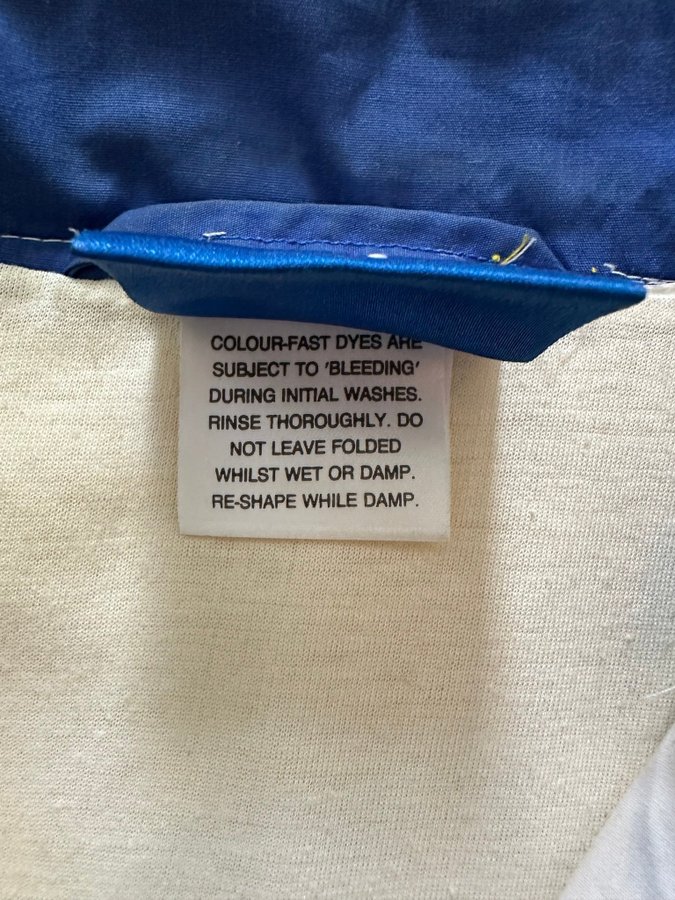 COLOUR-FAST DYES ARE
SUBJECT TO 'BLEEDING'
DURING INITIAL WASHES.
RINSE THOROUGHLY. DO
NOT LEAVE FOLDED
WHILST WET OR DAMP.
RE-SHAPE WHILE DAMP.